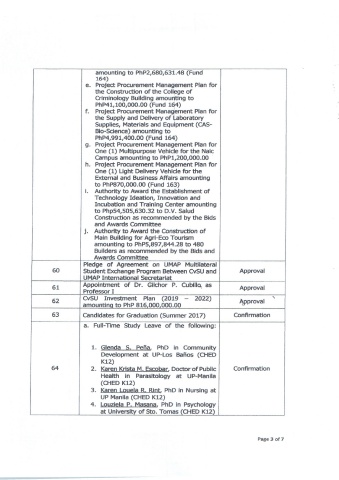 amounting to PhP2,680,631.48 (Fund
164)
e. Project Procurement Management Plan for
the Construction of the College of
Criminology Building amounting to
PhP41,100,000.00 (Fund 164)
f. Project Procurement Management Plan for
the Supply and Delivery of Laboratory
Supplies, Materials and Equipment (CAS-
Bio-Science) amounting to
PhP4,991,400.00 (Fund 164)
g. Project Procurement Management Plan for
One (1) Multipurpose Vehicle for the Naic
Campus amounting to PhP1,200,000.00
h. Project Procurement Management Plan for
One (1) Light Delivery Vehicle for the
External and Business Affairs amounting
to PhP870,000.00 (Fund 163)
i. Authority to Award the Establishment of
Technology Ideation, Innovation and
Incubation and Training Center amounting
to PhP54,505,630.32 to D.V. Salud
Construction as recommended by the Bids
and Awards Committee
j. Authority to Award the Construction of
Main Building for Agri-Eco Tourism
amounting to PhP5,897,844.28 to 480
Builders as recommended by the Bids and
Awards Committee
60 Pledge of Agreement on UMAP Multilateral
Student Exchange Program Between CvSU and
UMAP International Secretariat Approval
61 Appointment of Dr. Gilchor P. Cubillo, as
Professor I Approval
62 CvSU Investment Plan (2019 – 2022)
amounting to PhP 816,000,000.00 Approval
63 Candidates for Graduation (Summer 2017) Confirmation
64 a. Full-Time Study Leave of the following:
1. Glenda S. Peña, PhD in Community
Development at UP-Los Baños (CHED
K12)
2. Karen Krista M. Escobar, Doctor of Public
Health in Parasitology at UP-Manila
(CHED K12) Confirmation
3. Karen Louela R. Rint, PhD in Nursing at
UP Manila (CHED K12)
4. Louziela P. Masana, PhD in Psychology
at University of Sto. Tomas (CHED K12)
Page 3 of 7